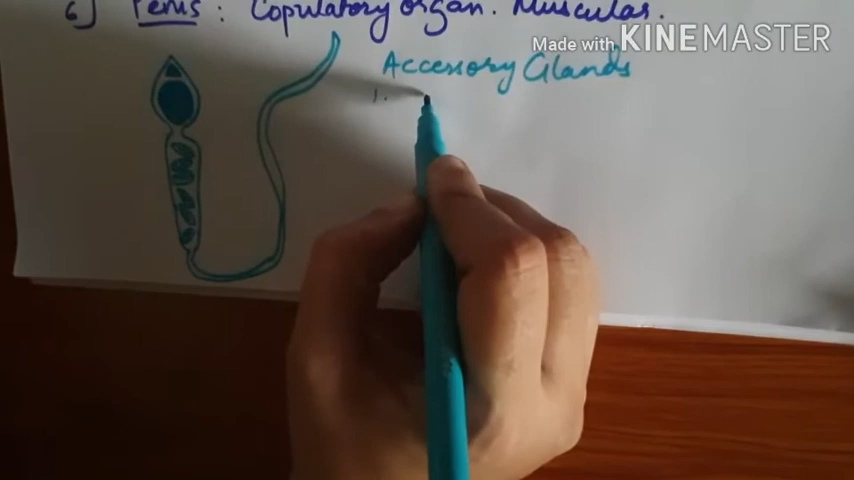 6] Penis : Copulatory organ. Muscular.
Made with KINEMASTER
Accessory Glands
1.